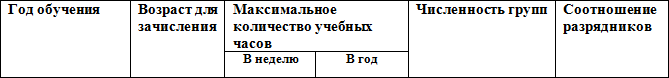 Год обучения
Возраст для
зачисления
Максимальное
количество учебных
часов
В неделю
В год
Численность групп
Соотношение
разрядников